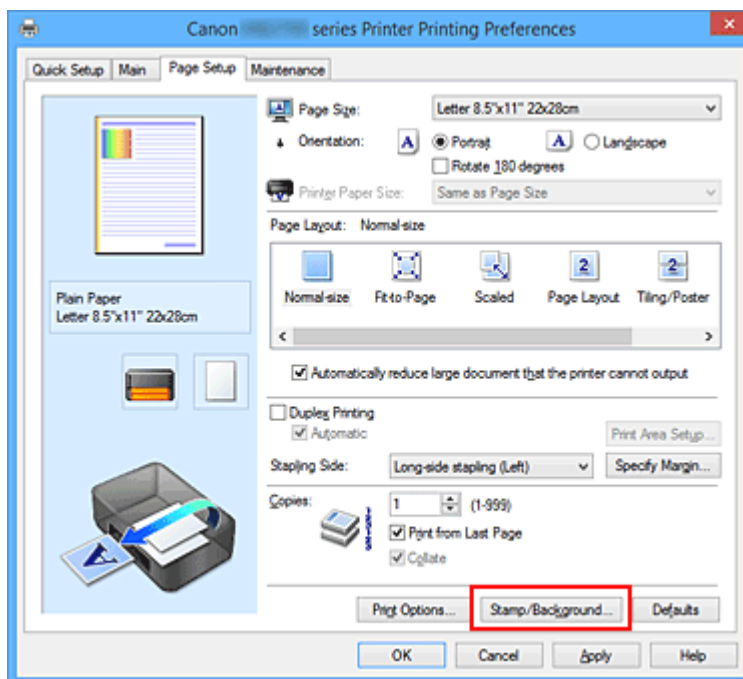 Canon series Printer Printing Preferences
Quick Setup Main Page Setup Maintenance
Page Size: Letter 8.5"x11" 22x28cm
Orientation: A Portrait A Landscape
Rotate 180 degrees
Printer Paper Size: Same as Page Size
Page Layout: Normal-size
2 2
Normal-size Fit-to-Page Scaled Page Layout Tiling/Poster
Plain Paper
Letter 8.5"x11" 22x28cm
Automatically reduce large document that the printer cannot output
Duplex Printing
Automatic
Print Area Setup...
Stapling Side: Long-side stapling (Left) Specify Margin...
Copies: 1 (1-999)
Print from Last Page
Collate
A
Print Options... Stamp/Background... Defaults
OK Cancel Apply Help